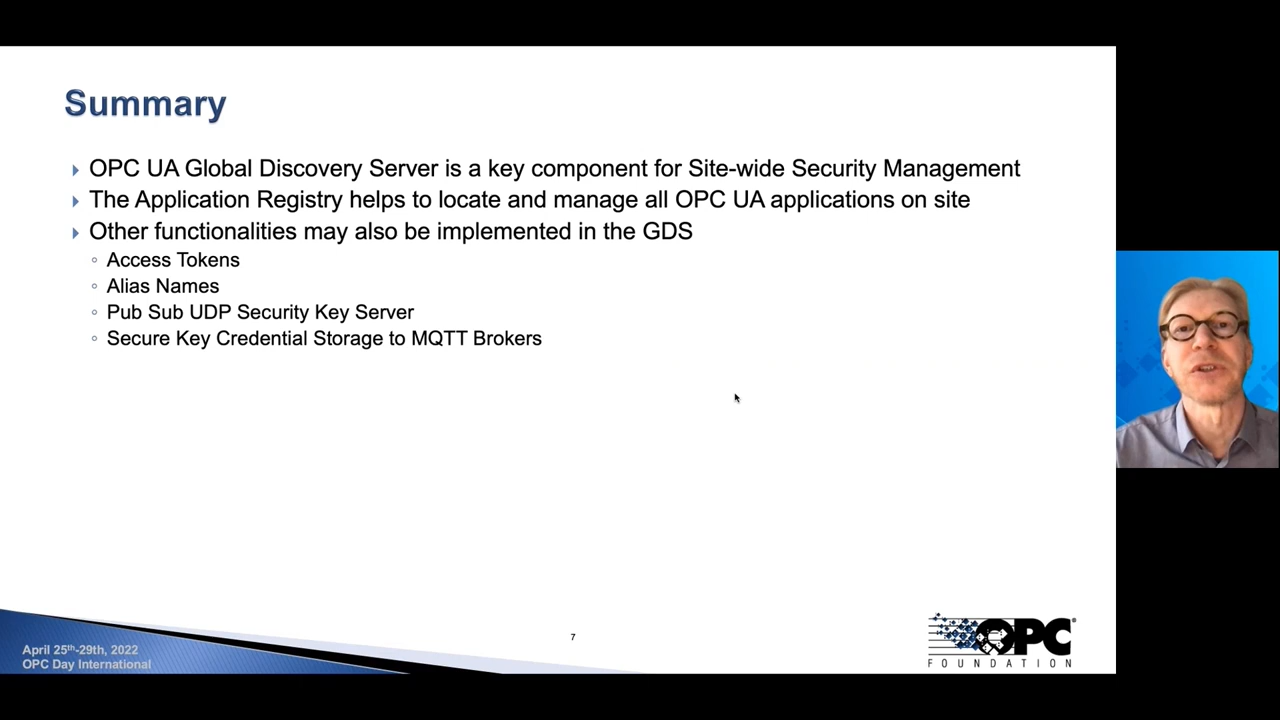 Summary
OPC UA Global Discovery Server is a key component for Site-wide Security Management
The Application Registry helps to locate and manage all OPC UA applications on site
Other functionalities may also be implemented in the GDS
Access Tokens
Alias Names
Pub Sub UDP Security Key Server
Secure Key Credential Storage to MQTT Brokers
April 25th-29th, 2022
OPC Day International
7
OPC®
FOUNDATION